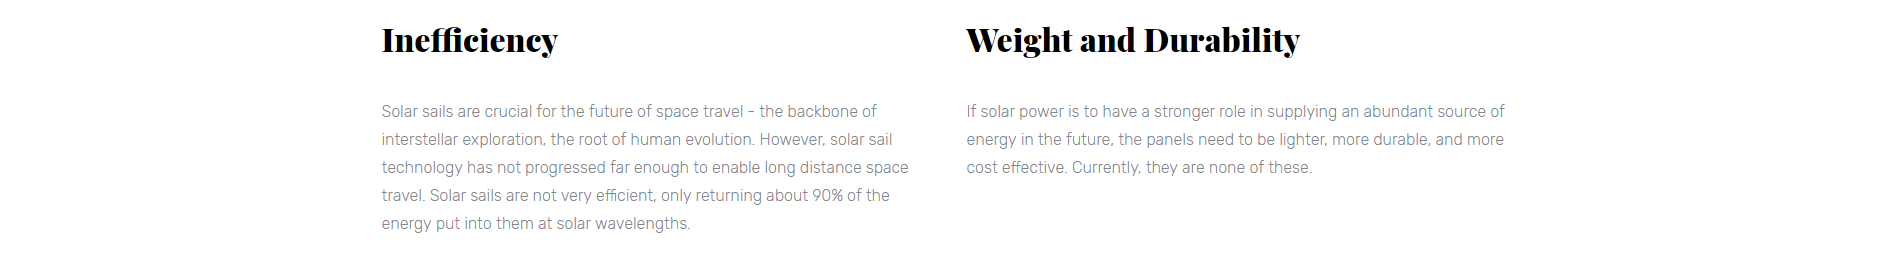 Inefficiency
Solar sails are crucial for the future of space travel - the backbone of
interstellar exploration, the root of human evolution. However, solar sail
technology has not progressed far enough to enable long distance space
travel. Solar sails are not very efficient, only returning about 90% of the
energy put into them at solar wavelengths.
Weight and Durability
If solar power is to have a stronger role in supplying an abundant source of
energy in the future, the panels need to be lighter, more durable, and more
cost effective. Currently, they are none of these.